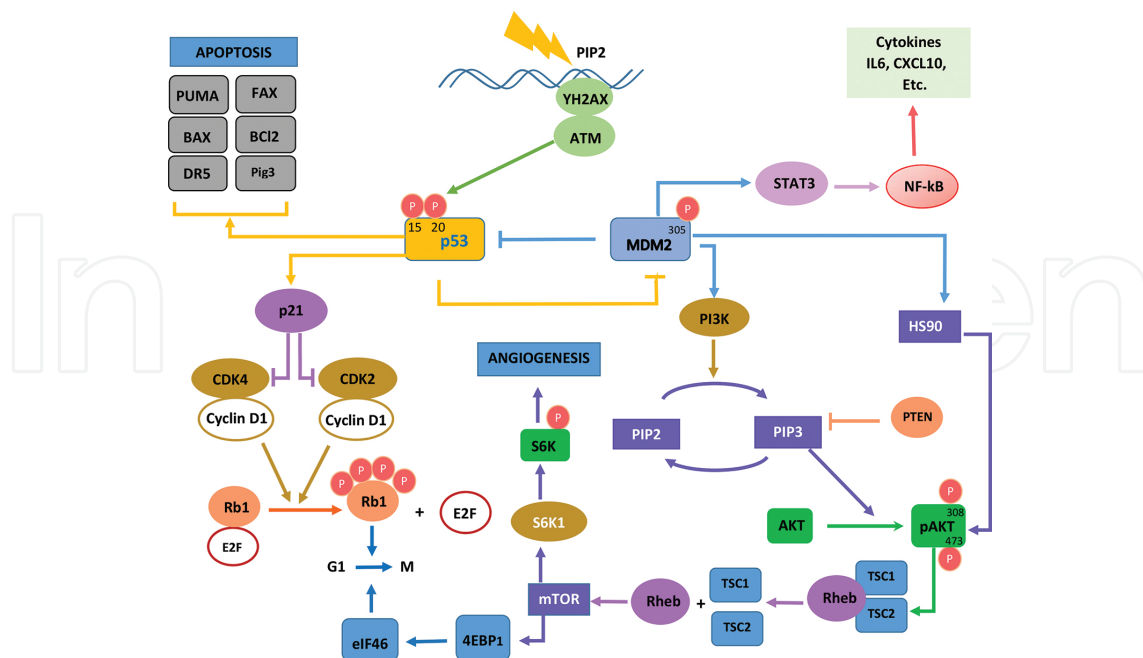 APOPTOSIS
PUMA
FAX
BAX
BCl2
DR5
Pig3
PIP2
YH2AX
ATM
Cytokines
IL6, CXCL10,
Etc.
STAT3
NF-kB
P P
15 20
p53
P
305
MDM2
p21
PI3K
HS90
ANGIOGENESIS
CDK4
CDK2
Cyclin D1
Cyclin D1
P
S6K
PIP2
PIP3
PTEN
P P P P
Rb1
E2F
Rb1
+
E2F
S6K1
AKT
P
308
pAKT
473
P
G1
M
mTOR
Rheb
+
TSC1
TSC2
Rheb
TSC1
TSC2
eIF46
4EBP1
In en